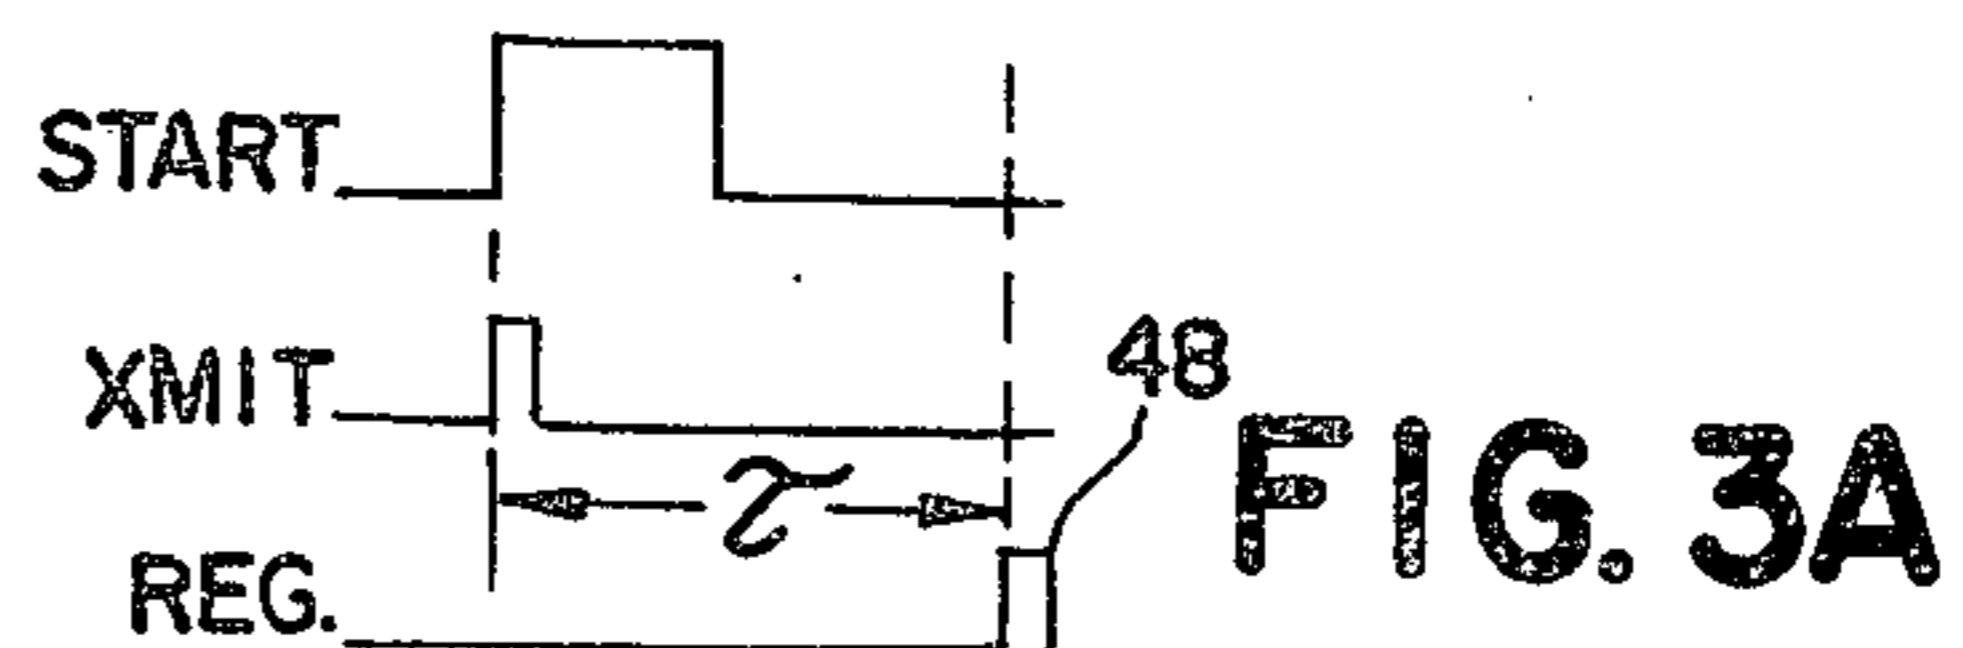 START
XMIT
48
τ
REG.
FIG. 3A